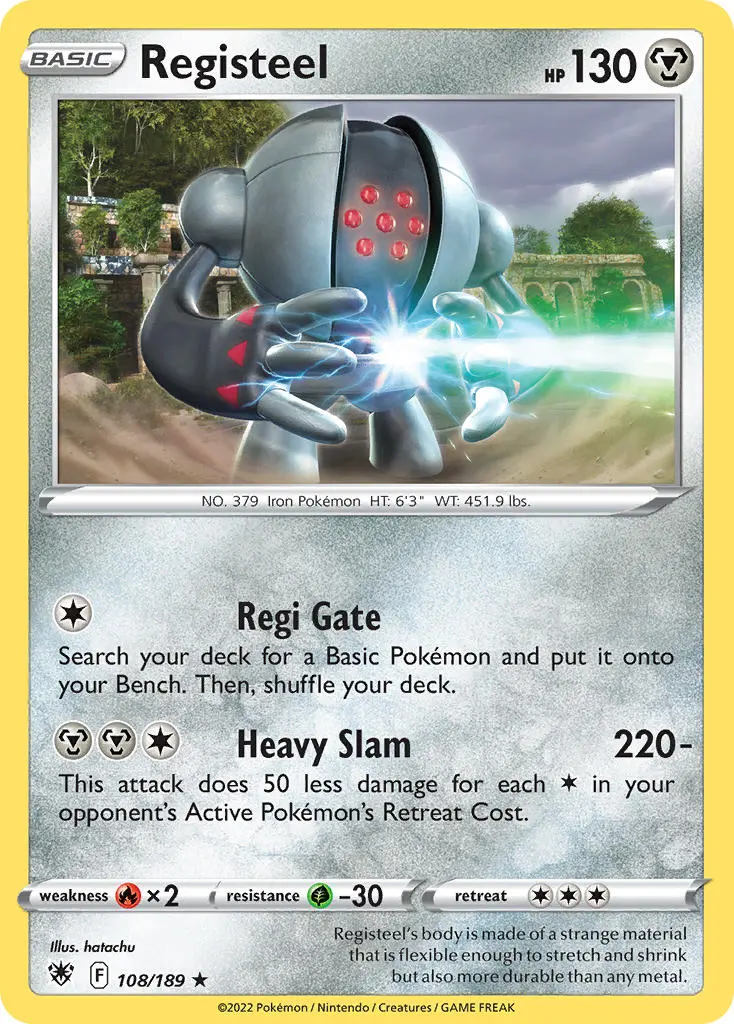 BASIC Registeel HP 130
NO. 379 Iron Pokémon HT: 6'3" WT: 451.9 lbs.
Regi Gate
Search your deck for a Basic Pokémon and put it onto
your Bench. Then, shuffle your deck.
Heavy Slam 220-
This attack does 50 less damage for each ✶ in your
opponent's Active Pokémon's Retreat Cost.
weakness ×2 resistance -30 retreat
Illus. hatachu
Registeel's body is made of a strange material
that is flexible enough to stretch and shrink
but also more durable than any metal.
F 108/189 ★
©2022 Pokémon / Nintendo / Creatures / GAME FREAK